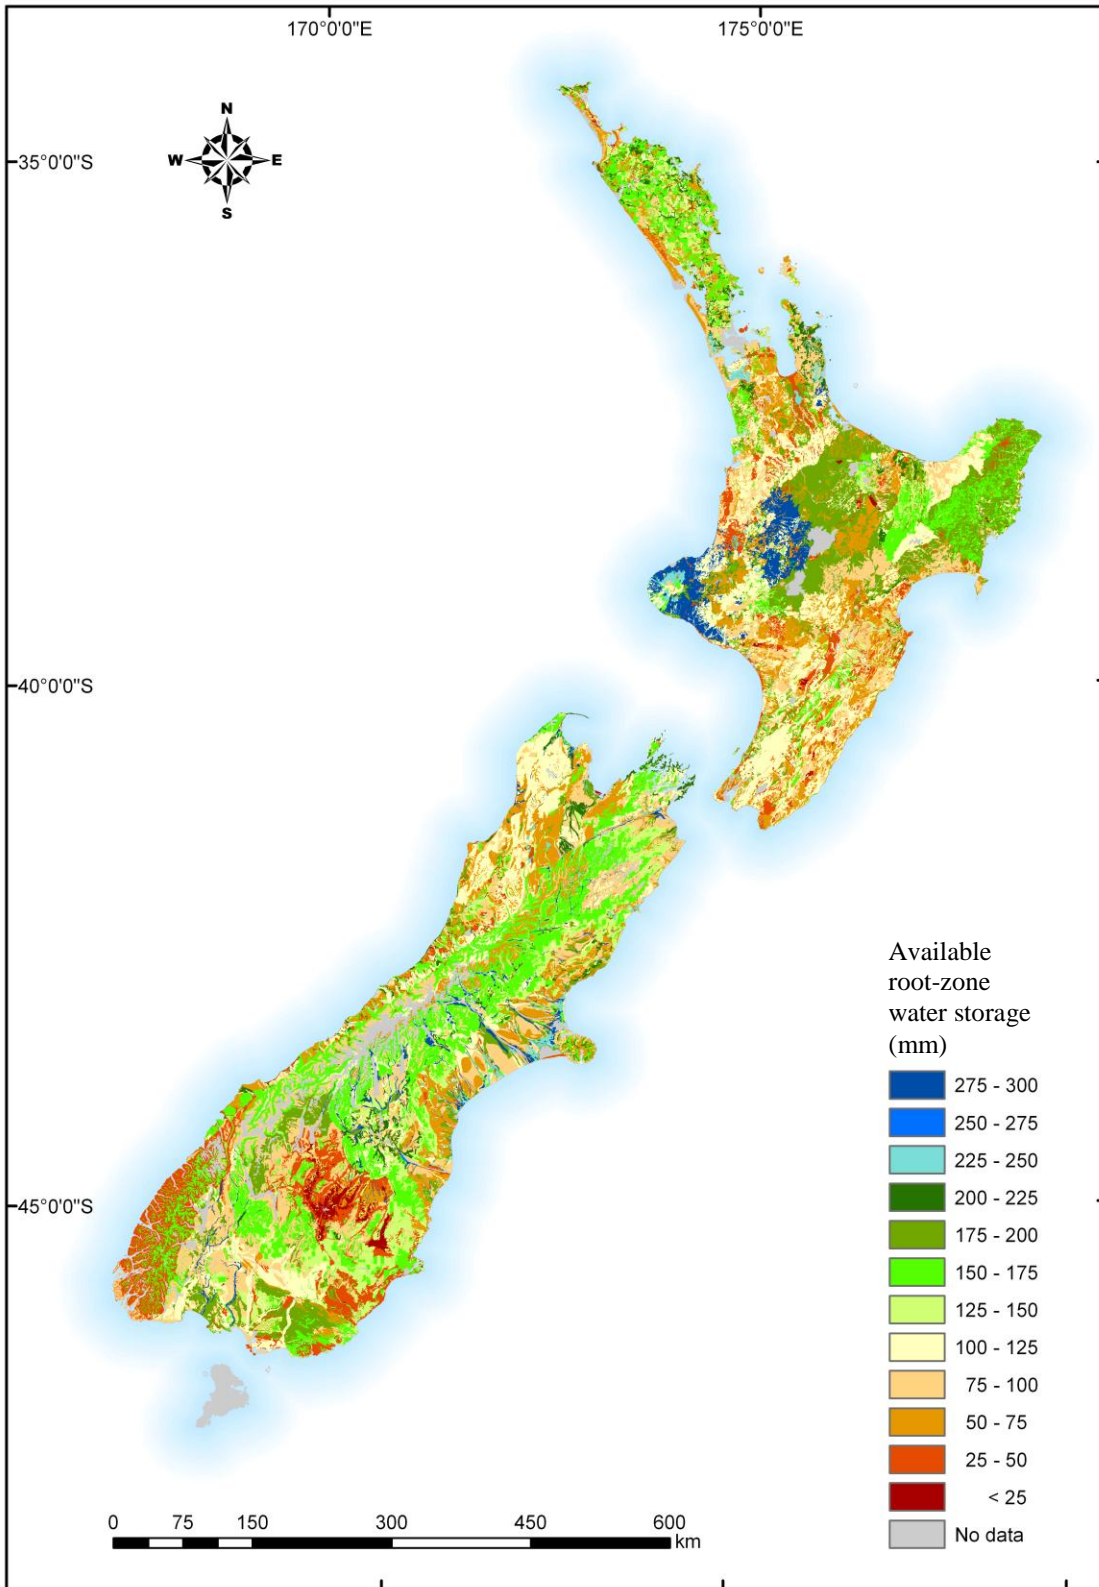 170°0'0"E
175°0'0"E
N
W
E
S
35°0'0"S
40°0'0"S
45°0'0"S
Available
root-zone
water storage
(mm)
275 - 300
250 - 275
225 - 250
200 - 225
175 - 200
150 - 175
125 - 150
100 - 125
75 - 100
50 - 75
25 - 50
< 25
No data
0 75 150 300 450 600
km